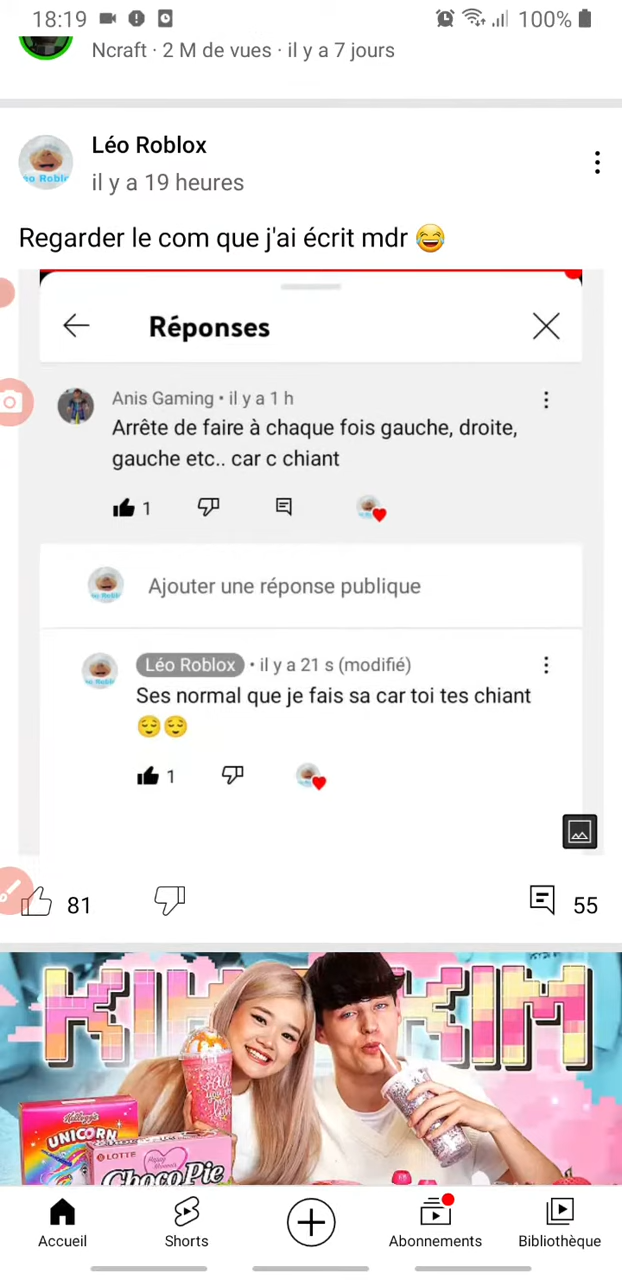 18:19 100%
Ncraft · 2 M de vues · il y a 7 jours
Léo Roblox
il y a 19 heures
Regarder le com que j'ai écrit mdr 😂
Réponses
Anis Gaming • il y a 1 h
Arrête de faire à chaque fois gauche, droite,
gauche etc.. car c chiant
1
Ajouter une réponse publique
Léo Roblox • il y a 21 s (modifié)
Ses normal que je fais sa car toi tes chiant
😌😌
1
81 55
Kellogg's
UNICORN
LOTTE
ChocoPie
Accueil Shorts Abonnements Bibliothèque